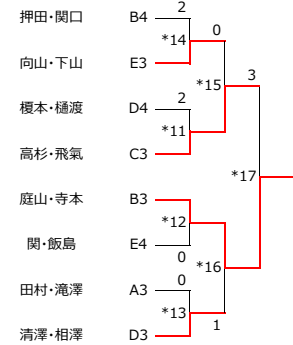 押田・関口 B4 2
*14 0
向山・下山 E3
*15 3
榎本・樋渡 D4 2
*11
高杉・飛氣 C3
*17
庭山・寺本 B3
*12
関・飯島 E4 0
*16
田村・滝澤 A3 0
*13 1
清澤・相澤 D3